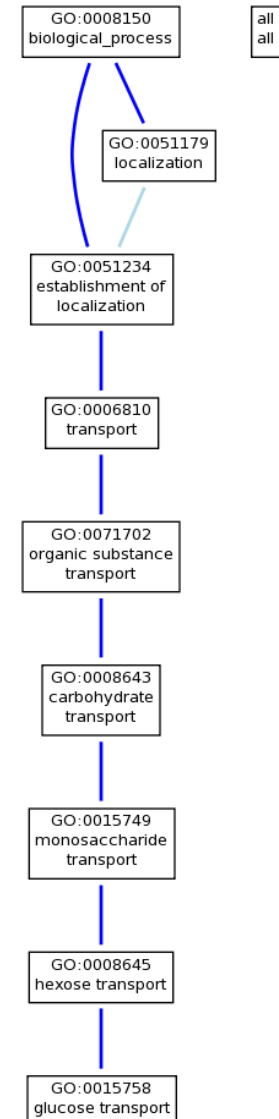 GO:0008150
biological_process
all
all
GO:0051179
localization
GO:0051234
establishment of
localization
GO:0006810
transport
GO:0071702
organic substance
transport
GO:0008643
carbohydrate
transport
GO:0015749
monosaccharide
transport
GO:0008645
hexose transport
GO:0015758
glucose transport